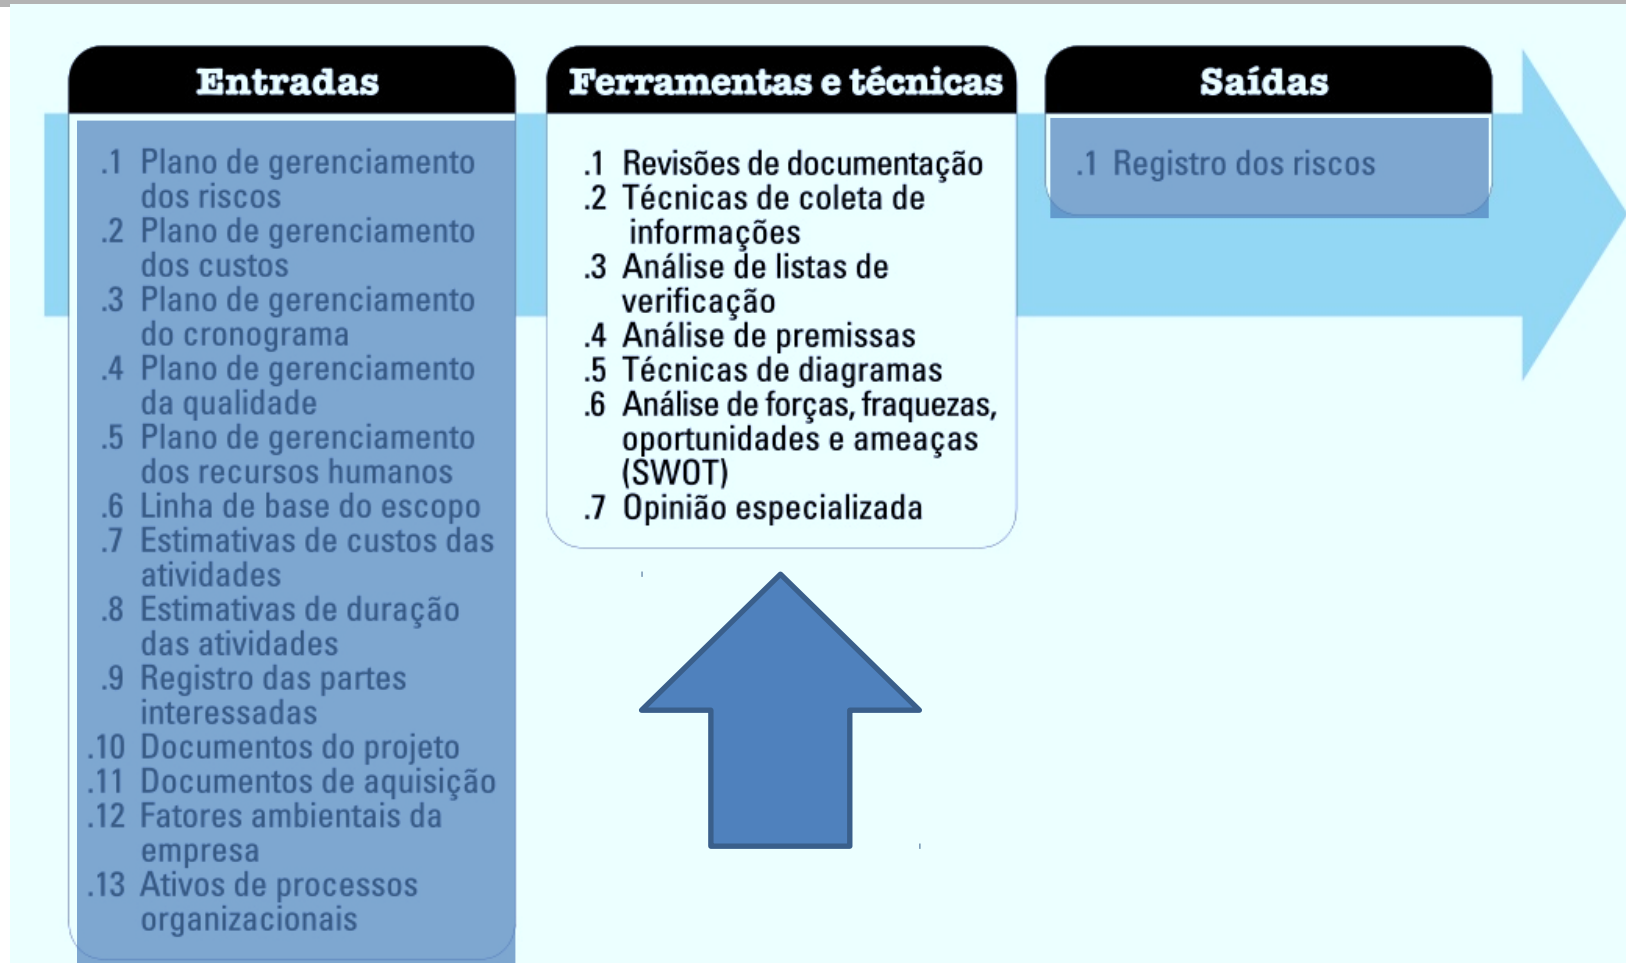 Entradas
.1 Plano de gerenciamento
dos riscos
.2 Plano de gerenciamento
dos custos
.3 Plano de gerenciamento
do cronograma
.4 Plano de gerenciamento
da qualidade
.5 Plano de gerenciamento
dos recursos humanos
.6 Linha de base do escopo
.7 Estimativas de custos das
atividades
.8 Estimativas de duração
das atividades
.9 Registro das partes
interessadas
.10 Documentos do projeto
.11 Documentos de aquisição
.12 Fatores ambientais da
empresa
.13 Ativos de processos
organizacionais
Ferramentas e técnicas
.1 Revisões de documentação
.2 Técnicas de coleta de
informações
.3 Análise de listas de
verificação
.4 Análise de premissas
.5 Técnicas de diagramas
.6 Análise de forças, fraquezas,
oportunidades e ameaças
(SWOT)
.7 Opinião especializada
Saídas
.1 Registro dos riscos